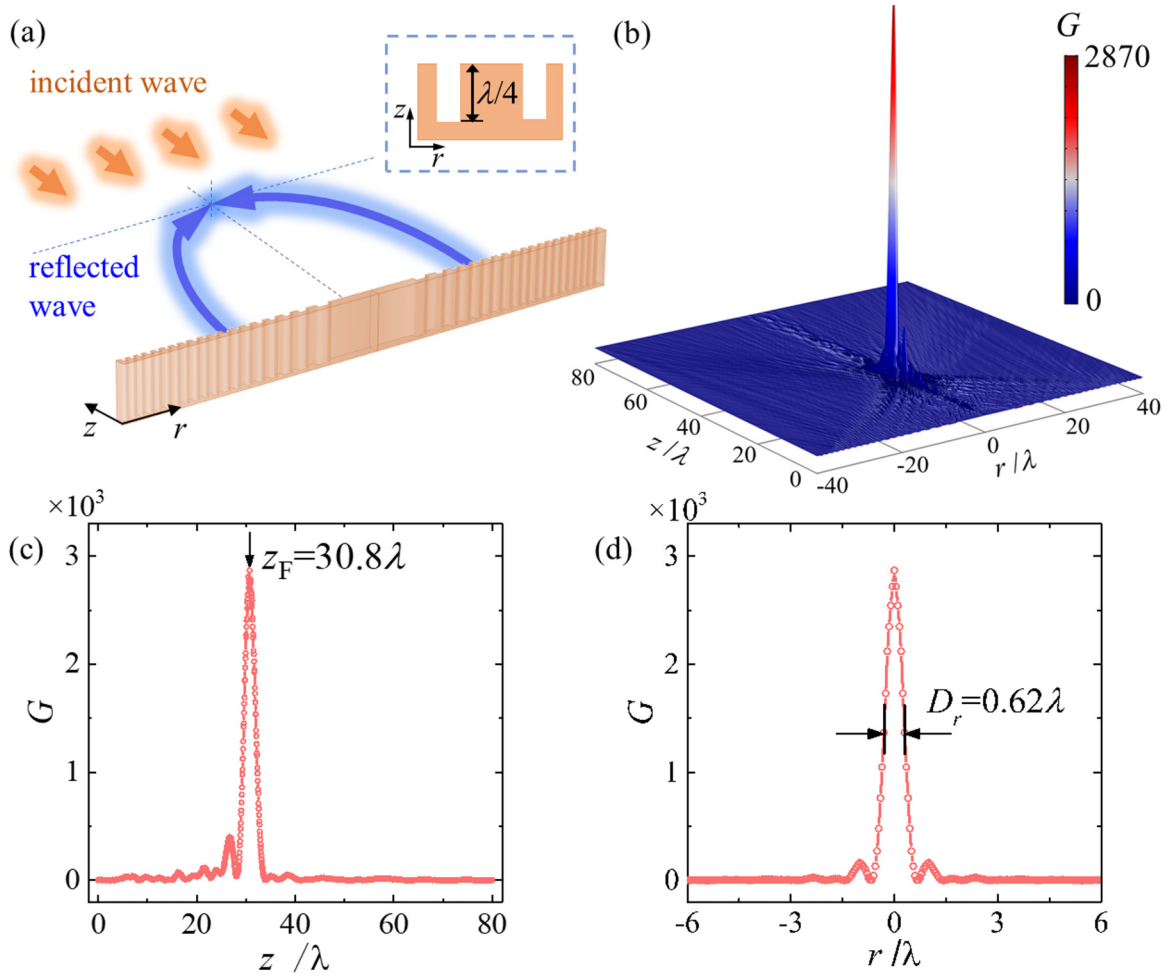 (a)
incident wave
λ/4
z
r
reflected
wave
z
r
(b)
G
2870
0
80
60
40
20
0
z/λ
-40
-20
0
20
40
r/λ
(c)
×10³
3
2
1
0
G
z_F=30.8λ
0
20
40
60
80
z /λ
(d)
×10³
3
2
1
0
G
D_r=0.62λ
-6
-3
0
3
6
r/λ